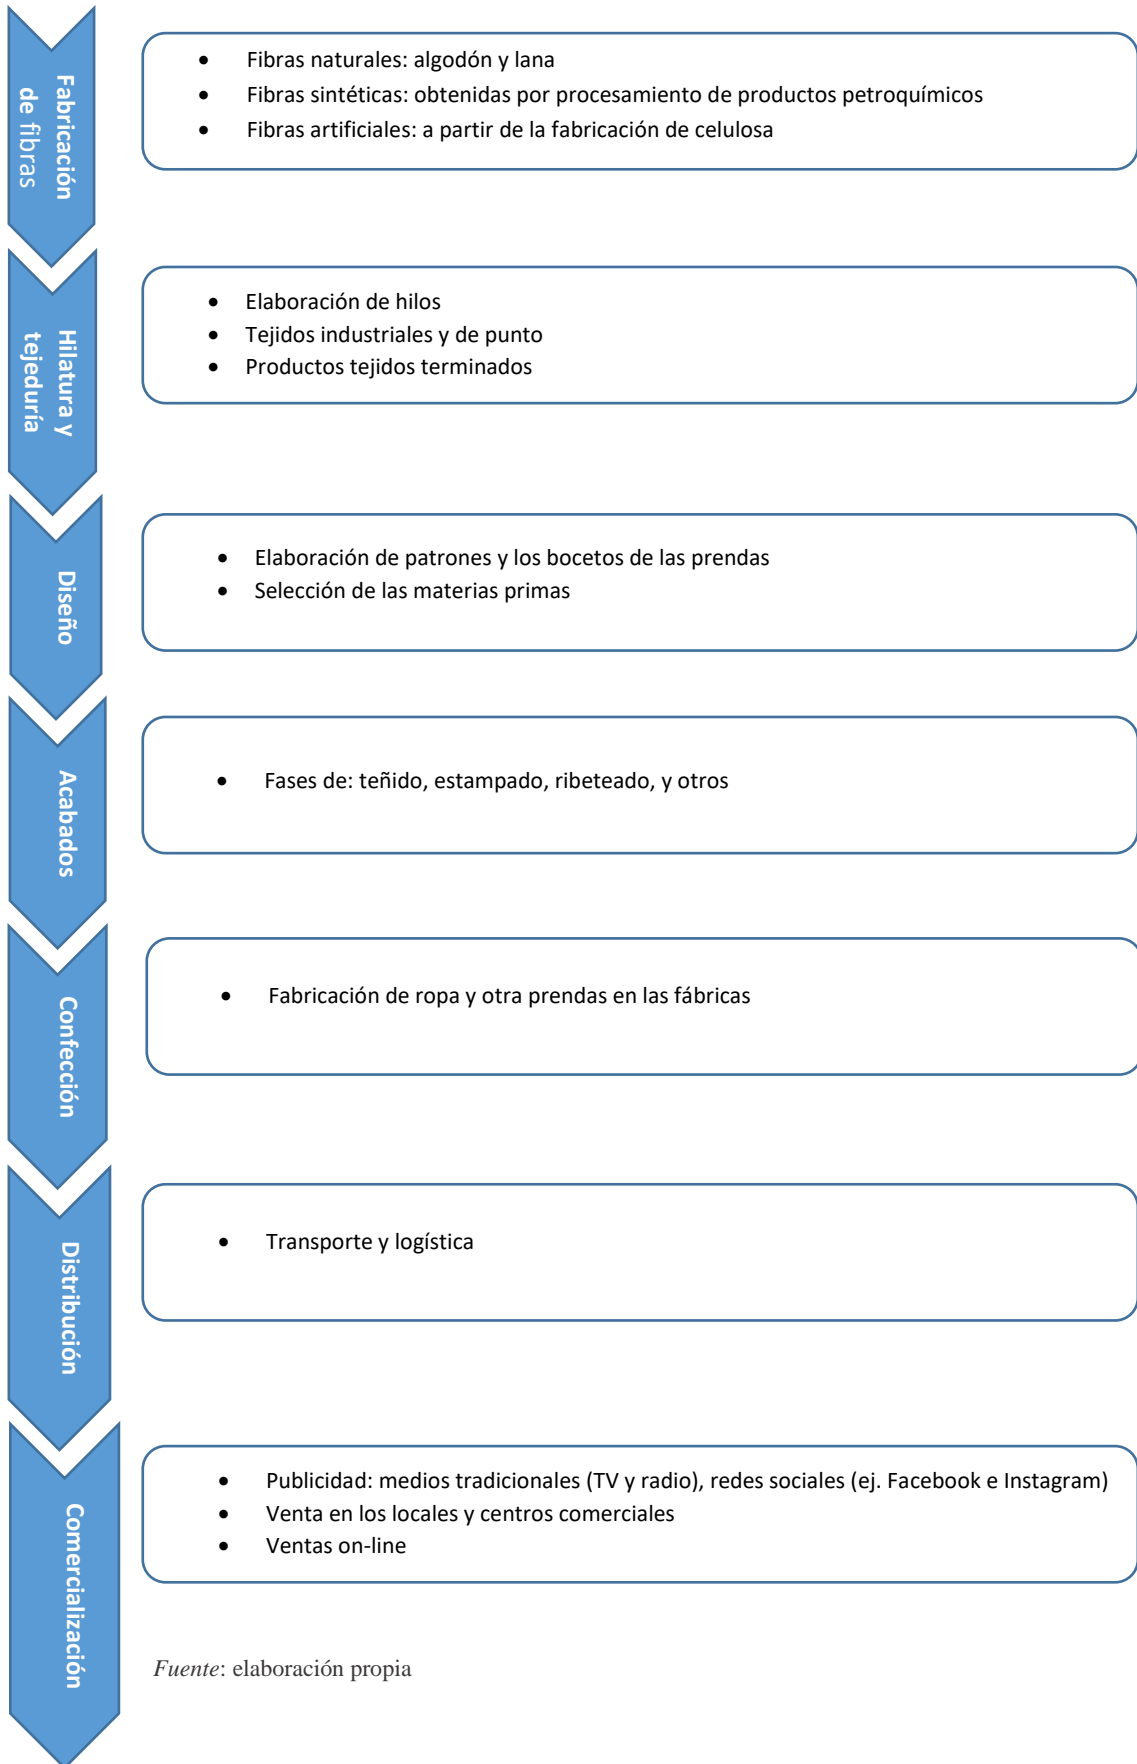 Fabricación
de fibras
• Fibras naturales: algodón y lana
• Fibras sintéticas: obtenidas por procesamiento de productos petroquímicos
• Fibras artificiales: a partir de la fabricación de celulosa
Hilatura y
tejeduría
• Elaboración de hilos
• Tejidos industriales y de punto
• Productos tejidos terminados
Diseño
• Elaboración de patrones y los bocetos de las prendas
• Selección de las materias primas
Acabados
• Fases de: teñido, estampado, ribeteado, y otros
Confección
• Fabricación de ropa y otra prendas en las fábricas
Distribución
• Transporte y logística
Comercialización
• Publicidad: medios tradicionales (TV y radio), redes sociales (ej. Facebook e Instagram)
• Venta en los locales y centros comerciales
• Ventas on-line
Fuente: elaboración propia